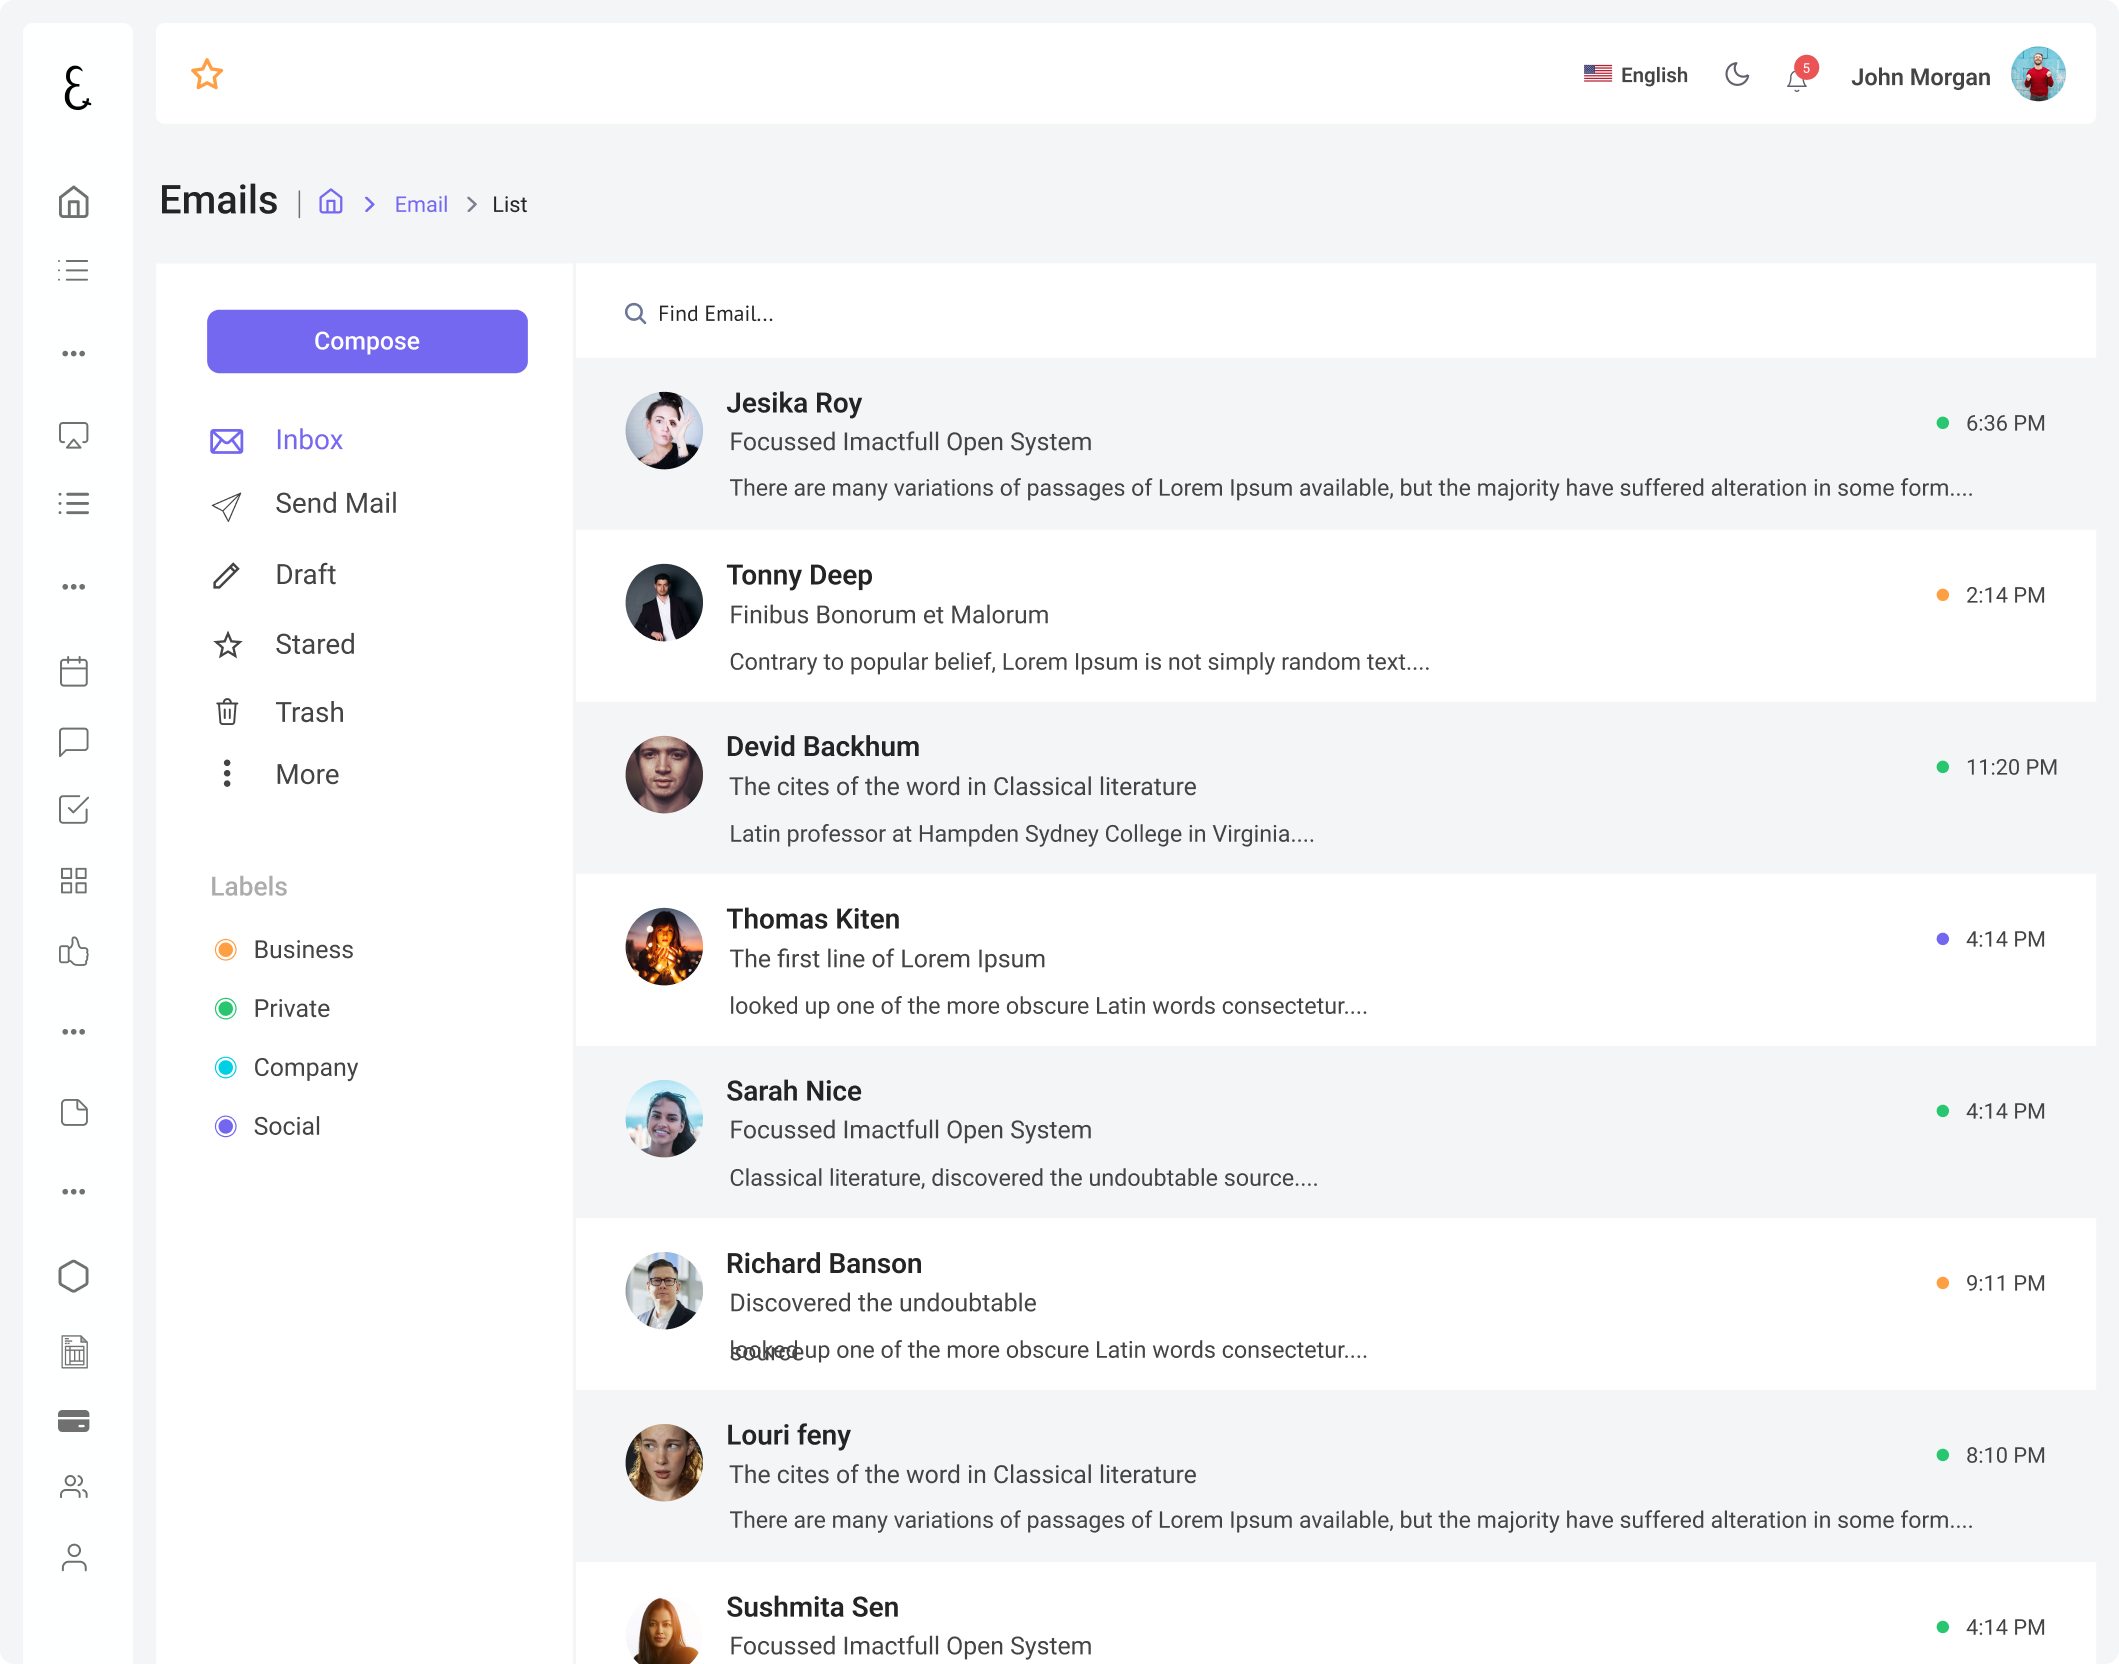 &
English
5
John Morgan
Emails | Email List
Find Email...
Compose
Inbox
Send Mail
Draft
Stared
Trash
More
Labels
Business
Private
Company
Social
Jesika Roy
Focussed Imactfull Open System
There are many variations of passages of Lorem Ipsum available, but the majority have suffered alteration in some form....
6:36 PM
Tonny Deep
Finibus Bonorum et Malorum
Contrary to popular belief, Lorem Ipsum is not simply random text....
2:14 PM
Devid Backhum
The cites of the word in Classical literature
Latin professor at Hampden Sydney College in Virginia....
11:20 PM
Thomas Kiten
The first line of Lorem Ipsum
looked up one of the more obscure Latin words consectetur....
4:14 PM
Sarah Nice
Focussed Imactfull Open System
Classical literature, discovered the undoubtable source....
4:14 PM
Richard Banson
Discovered the undoubtable
source
looked up one of the more obscure Latin words consectetur....
9:11 PM
Louri feny
The cites of the word in Classical literature
There are many variations of passages of Lorem Ipsum available, but the majority have suffered alteration in some form....
8:10 PM
Sushmita Sen
Focussed Imactfull Open System
4:14 PM